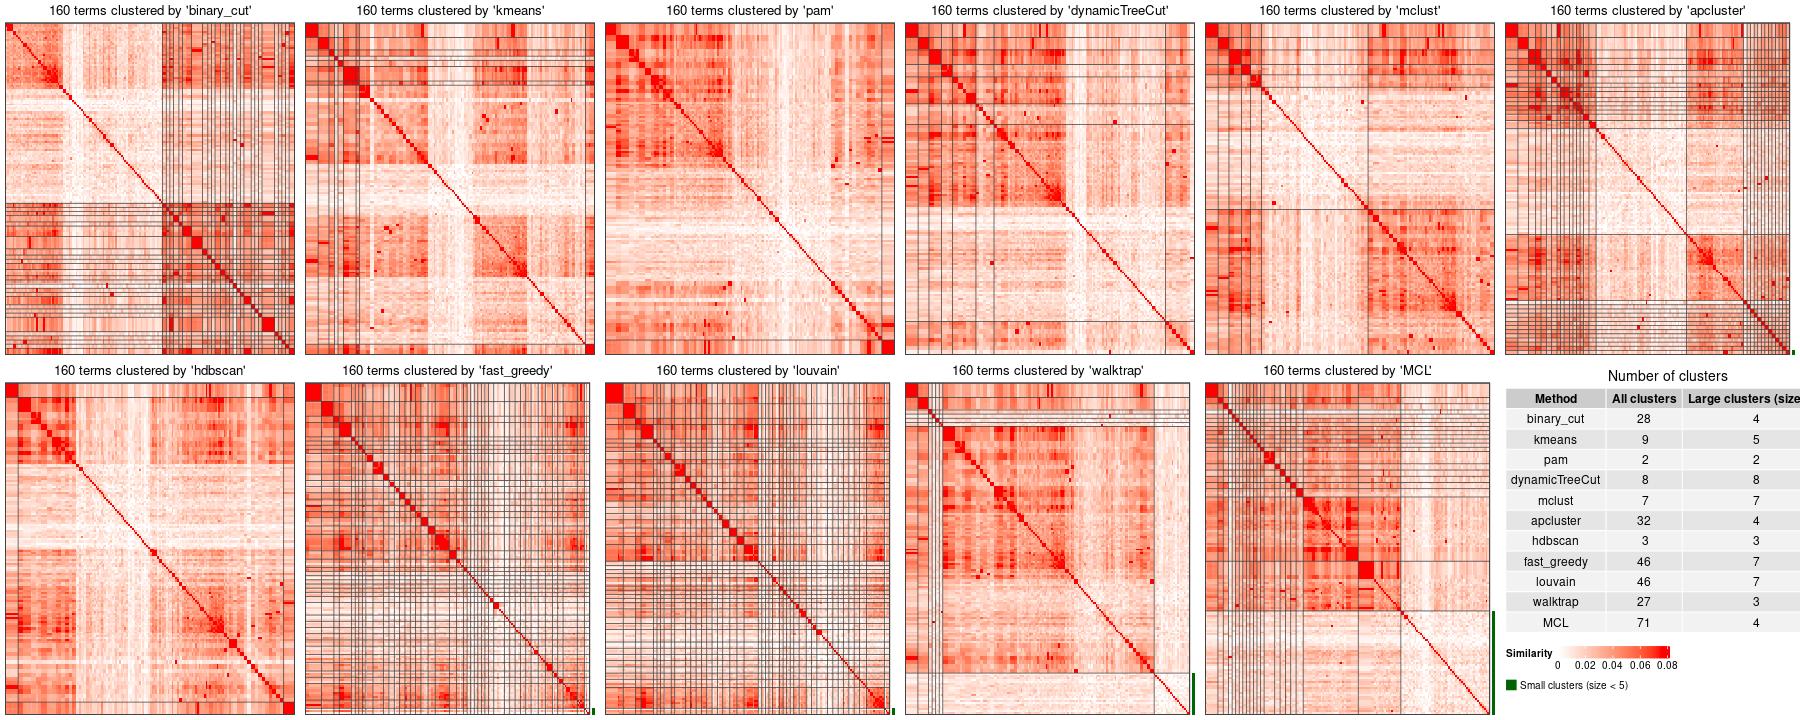 160 terms clustered by 'binary_cut'
160 terms clustered by 'kmeans'
160 terms clustered by 'pam'
160 terms clustered by 'dynamicTreeCut'
160 terms clustered by 'mclust'
160 terms clustered by 'apcluster'
160 terms clustered by 'hdbscan'
160 terms clustered by 'fast_greedy'
160 terms clustered by 'louvain'
160 terms clustered by 'walktrap'
160 terms clustered by 'MCL'
Number of clusters
Method All clusters Large clusters (size
binary_cut 28 4
kmeans 9 5
pam 2 2
dynamicTreeCut 8 8
mclust 7 7
apcluster 32 4
hdbscan 3 3
fast_greedy 46 7
louvain 46 7
walktrap 27 3
MCL 71 4
Similarity
0 0.02 0.04 0.06 0.08
Small clusters (size < 5)